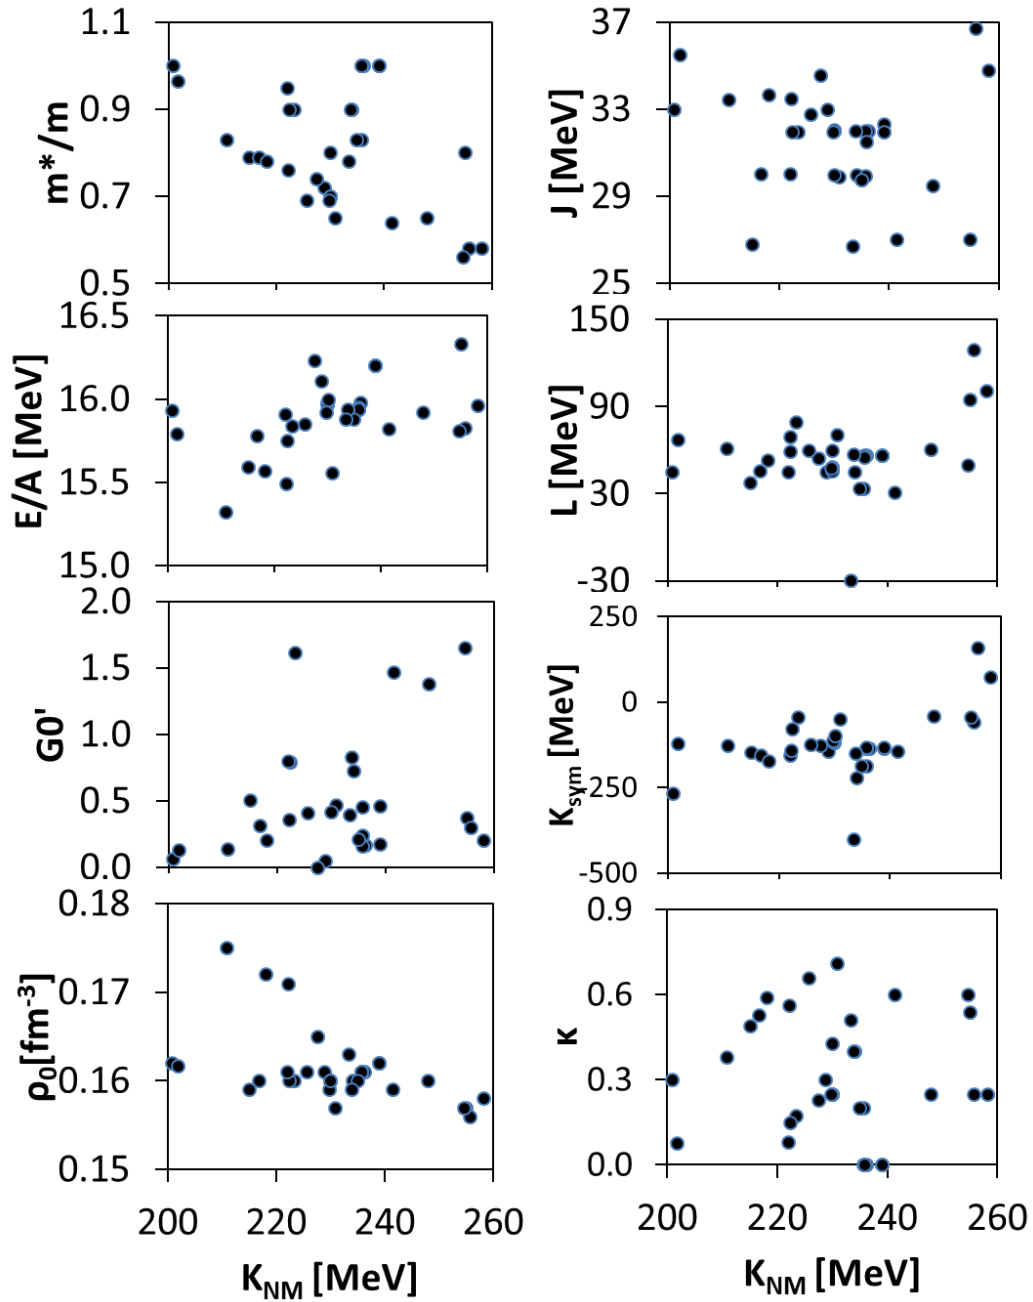 1.1
0.9
0.7
0.5
m*/m
37
33
29
25
J [MeV]
16.5
16.0
15.5
15.0
E/A [MeV]
150
90
30
-30
L [MeV]
2.0
1.5
1.0
0.5
0.0
G0'
250
0
-250
-500
Ksym [MeV]
0.18
0.17
0.16
0.15
ρ0[fm-3]
200 220 240 260
KNM [MeV]
0.9
0.6
0.3
0.0
κ
200 220 240 260
KNM [MeV]